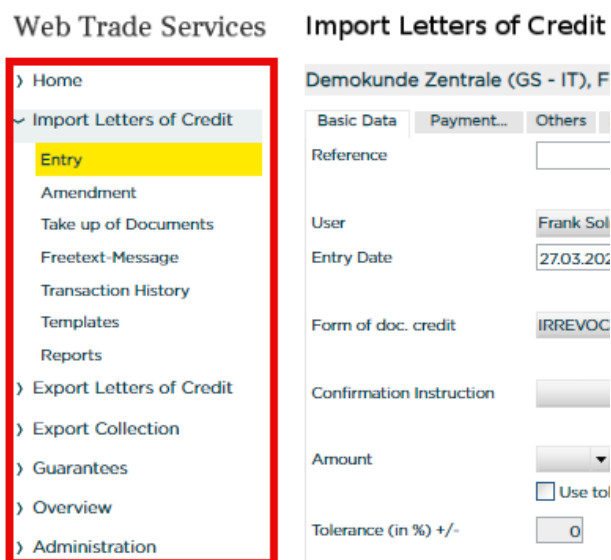 Web Trade Services
Home
Import Letters of Credit
Entry
Amendment
Take up of Documents
Freetext-Message
Transaction History
Templates
Reports
Export Letters of Credit
Export Collection
Guarantees
Overview
Administration
Import Letters of Credit
Demokunde Zentrale (GS - IT), F
Basic Data Payment... Others
Reference
User Frank Sol
Entry Date 27.03.202
Form of doc. credit IRREVOC
Confirmation Instruction
Amount
Use tol
Tolerance (in %) +/- 0